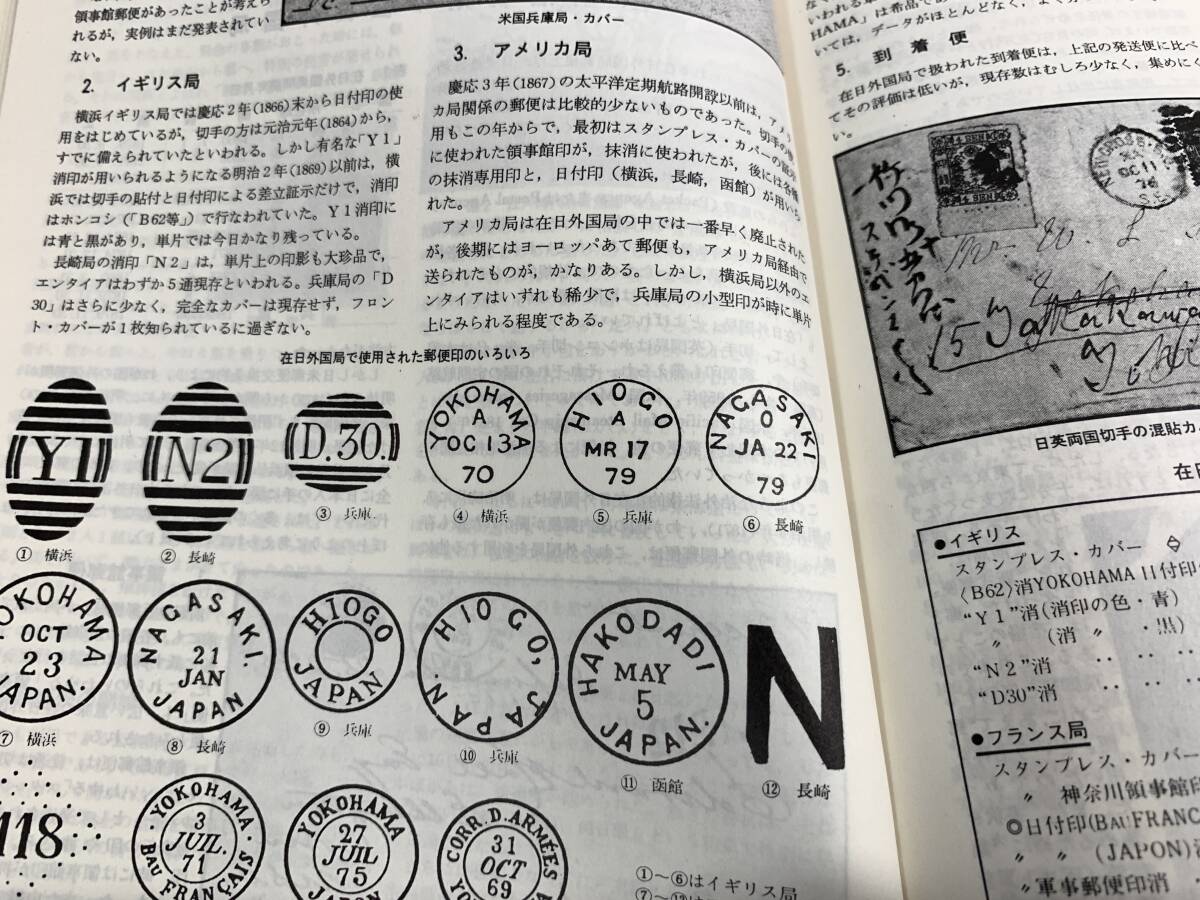 領事館郵便があったことが考えら
れるが，実例はまだ発表されてい
ない。
2. イギリス局
横浜イギリス局では慶応2年(1866)末から日付印の使
用をはじめているが，切手の方は元治元年(1864)から，
すでに備えられていたといわれる。しかし有名な「Y1」
消印が用いられるようになる明治2年(1869)以前は，横
浜では切手の貼付と日付印による差立証示だけで，消印
はホンコン(「B62等」)で行なわれていた。Y1消印に
は青と黒があり，単片では今日かなり残っている。
長崎局の消印「N2」は，単片上の印影も大珍品で，
エンタイアはわずか5通現存といわれる。兵庫局の「D
30」はさらに少なく，完全なカバーは現存せず，フロン
ト・カバーが1枚知られているに過ぎない。
米国兵庫局・カバー
3. アメリカ局
慶応3年(1867)の太平洋定期航路開設以前は，アメリ
カ局関係の郵便は比較的少ないものであった。切手の使
用もこの年からで，最初はスタンプレス・カバーの
に使われた領事館印が，抹消に使われたが，後には各種
の抹消専用印と，日付印(横浜，長崎，函館)が用いら
れた。
アメリカ局は在日外国局の中では一番早く廃止された
が，後期にはヨーロッパあて郵便も，アメリカ局経由で
送られたものが，かなりある。しかし，横浜局以外のエ
ンタイアはいずれも稀少で，兵庫局の小型印が時に単片
上にみられる程度である。
在日外国局で使用された郵便印のいろいろ
Y1
① 横浜
N2
② 長崎
D.30.
③ 兵庫
YOKOHAMA
A
OC 13
70
④ 横浜
HIOGO
A
MR 17
79
⑤ 兵庫
NAGASAKI
O
JA 22
79
⑥ 長崎
YOKOHAMA
OCT
23
JAPAN.
⑦ 横浜
NAGASAKI.
21
JAN
JAPAN
⑧ 長崎
HIOGO
JAPAN
⑨ 兵庫
HIOGO,
JAPAN.
⑩ 兵庫
HAKODADI
MAY
5
JAPAN.
⑪ 函館
N
⑫ 長崎
118
YOKOHAMA
3
JUIL.
71
BAU FRANÇAIS
YOKOHAMA
27
JUIL
75
JAPON
CORR. D. ARMÉES
31
OCT
69
①～⑥はイギリス局
HAMA」は希品で
いては，データがほとんどなく，
5. 到着便
在日外国局で扱われた到着便は，上記の発送便に比べ
てその評価は低いが，現存数はむしろ少なく，集めにく
い。
OC 11
76
日英両国切手の混貼カ
在日
●イギリス
スタンプレス・カバー
〈B62〉消YOKOHAMA 日付印
“Y1”消(消印の色・青)
〃 (消 〃 ・黒)
“N2”消
“D30”消
●フランス局
スタンプレス・カバー
〃 神奈川領事館印
◎日付印(BAU FRANC
〃 〃 (JAPON)消
〃 軍事郵便印消